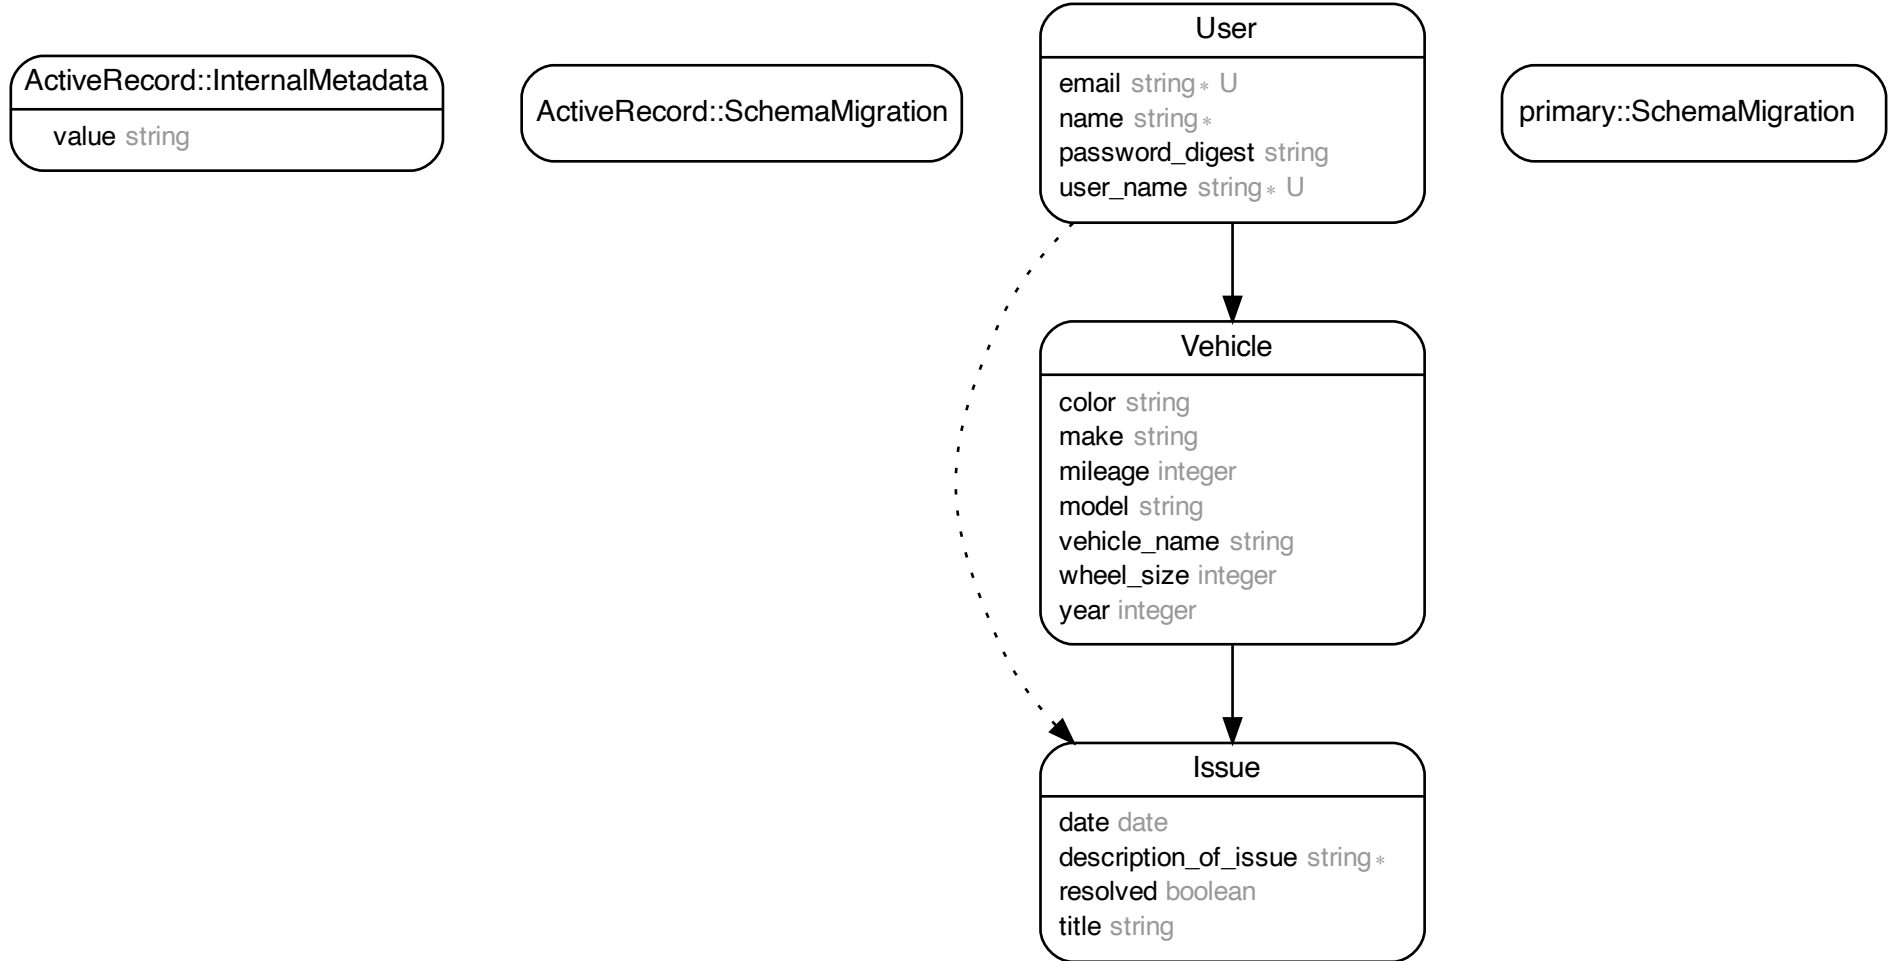 ActiveRecord::InternalMetadata
value string
ActiveRecord::SchemaMigration
User
email string∗ U
name string∗
password_digest string
user_name string∗ U
primary::SchemaMigration
Vehicle
color string
make string
mileage integer
model string
vehicle_name string
wheel_size integer
year integer
Issue
date date
description_of_issue string∗
resolved boolean
title string